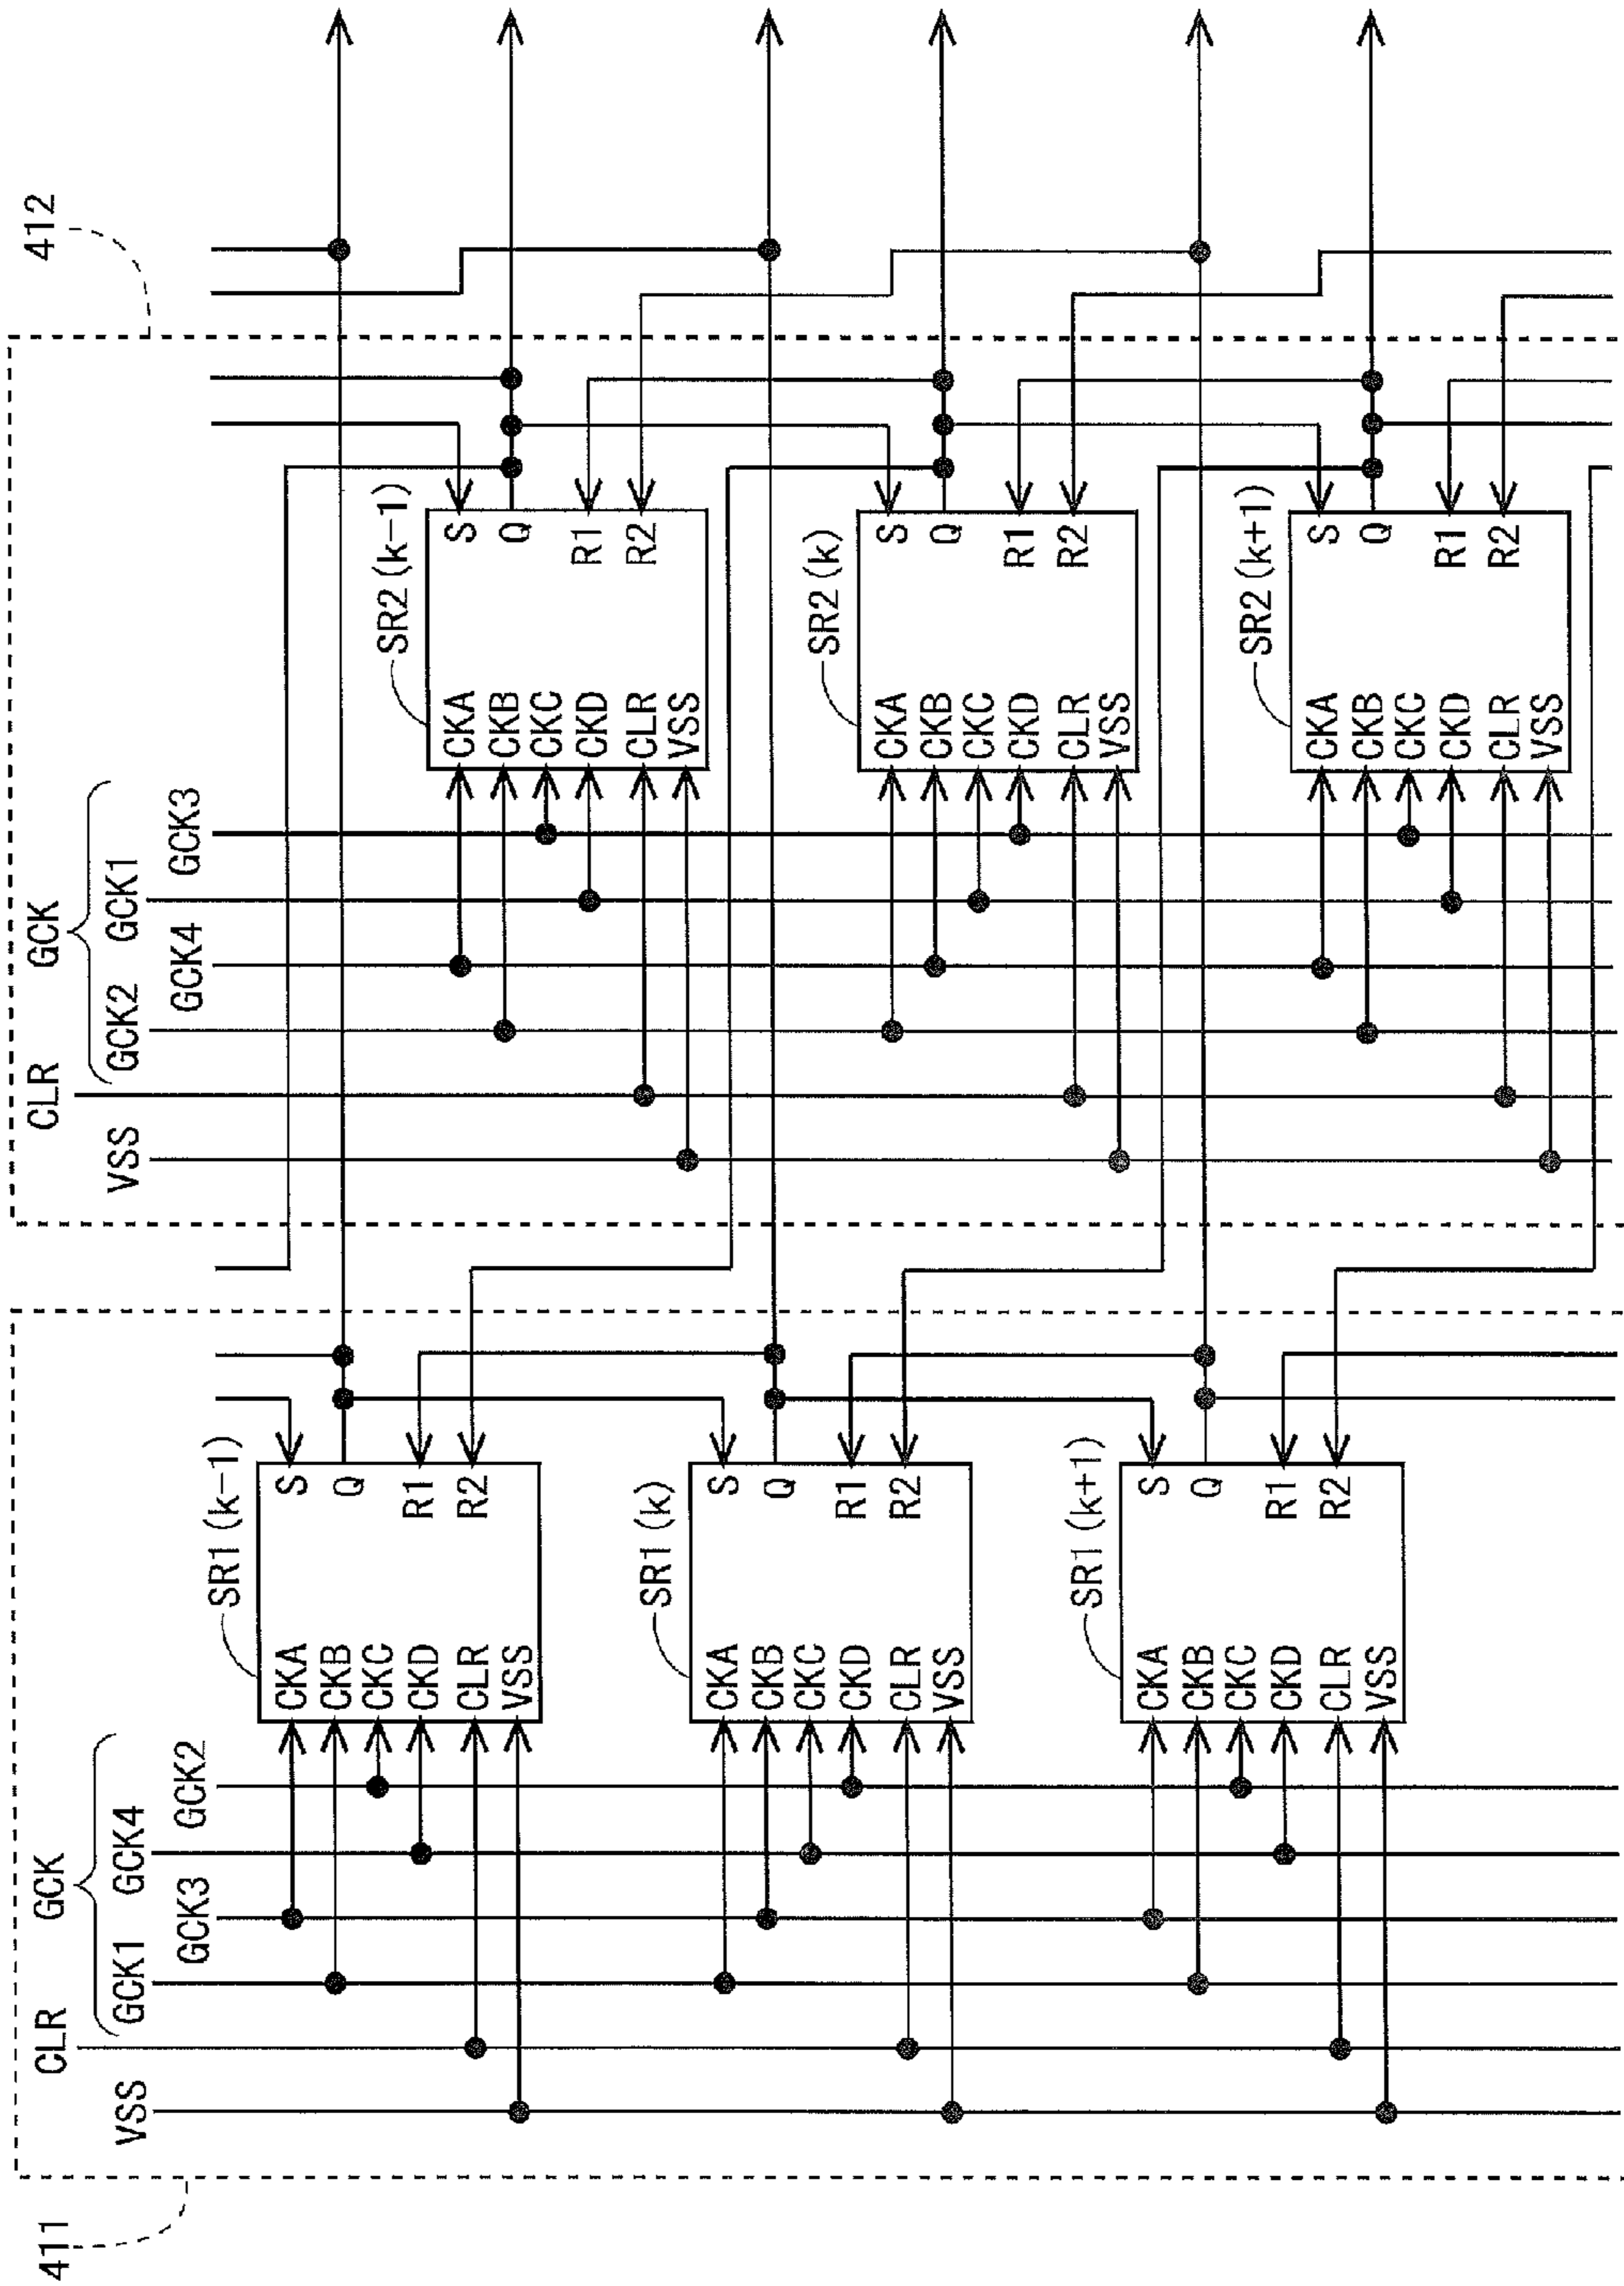 411
412
VSS
CLR
GCK
GCK1
GCK4
GCK3
GCK2
SR1 (k-1)
CKA
CKB
CKC
CKD
CLR
VSS
S
Q
R1
R2
SR1 (k)
CKA
CKB
CKC
CKD
CLR
VSS
S
Q
R1
R2
SR1 (k+1)
CKA
CKB
CKC
CKD
CLR
VSS
S
Q
R1
R2
VSS
CLR
GCK
GCK2
GCK1
GCK4
GCK3
SR2 (k-1)
CKA
CKB
CKC
CKD
CLR
VSS
S
Q
R1
R2
SR2 (k)
CKA
CKB
CKC
CKD
CLR
VSS
S
Q
R1
R2
SR2 (k+1)
CKA
CKB
CKC
CKD
CLR
VSS
S
Q
R1
R2